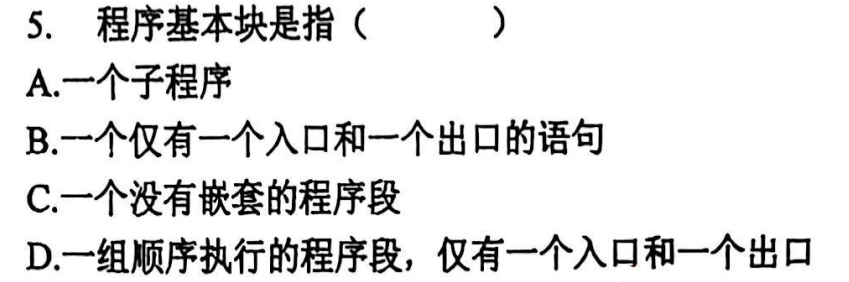 5. 程序基本块是指（ ）
A.一个子程序
B.一个仅有一个入口和一个出口的语句
C.一个没有嵌套的程序段
D.一组顺序执行的程序段，仅有一个入口和一个出口